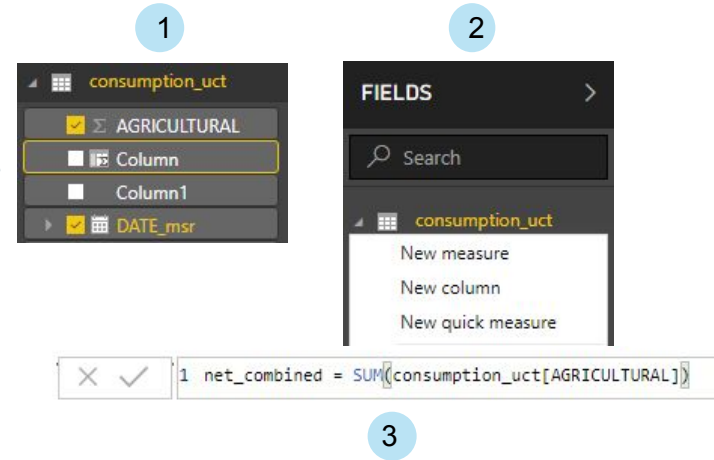 1
consumption_uct
Σ AGRICULTURAL
Column
Column1
DATE_msr
2
FIELDS
Search
consumption_uct
New measure
New column
New quick measure
1 net_combined = SUM(consumption_uct[AGRICULTURAL])
3